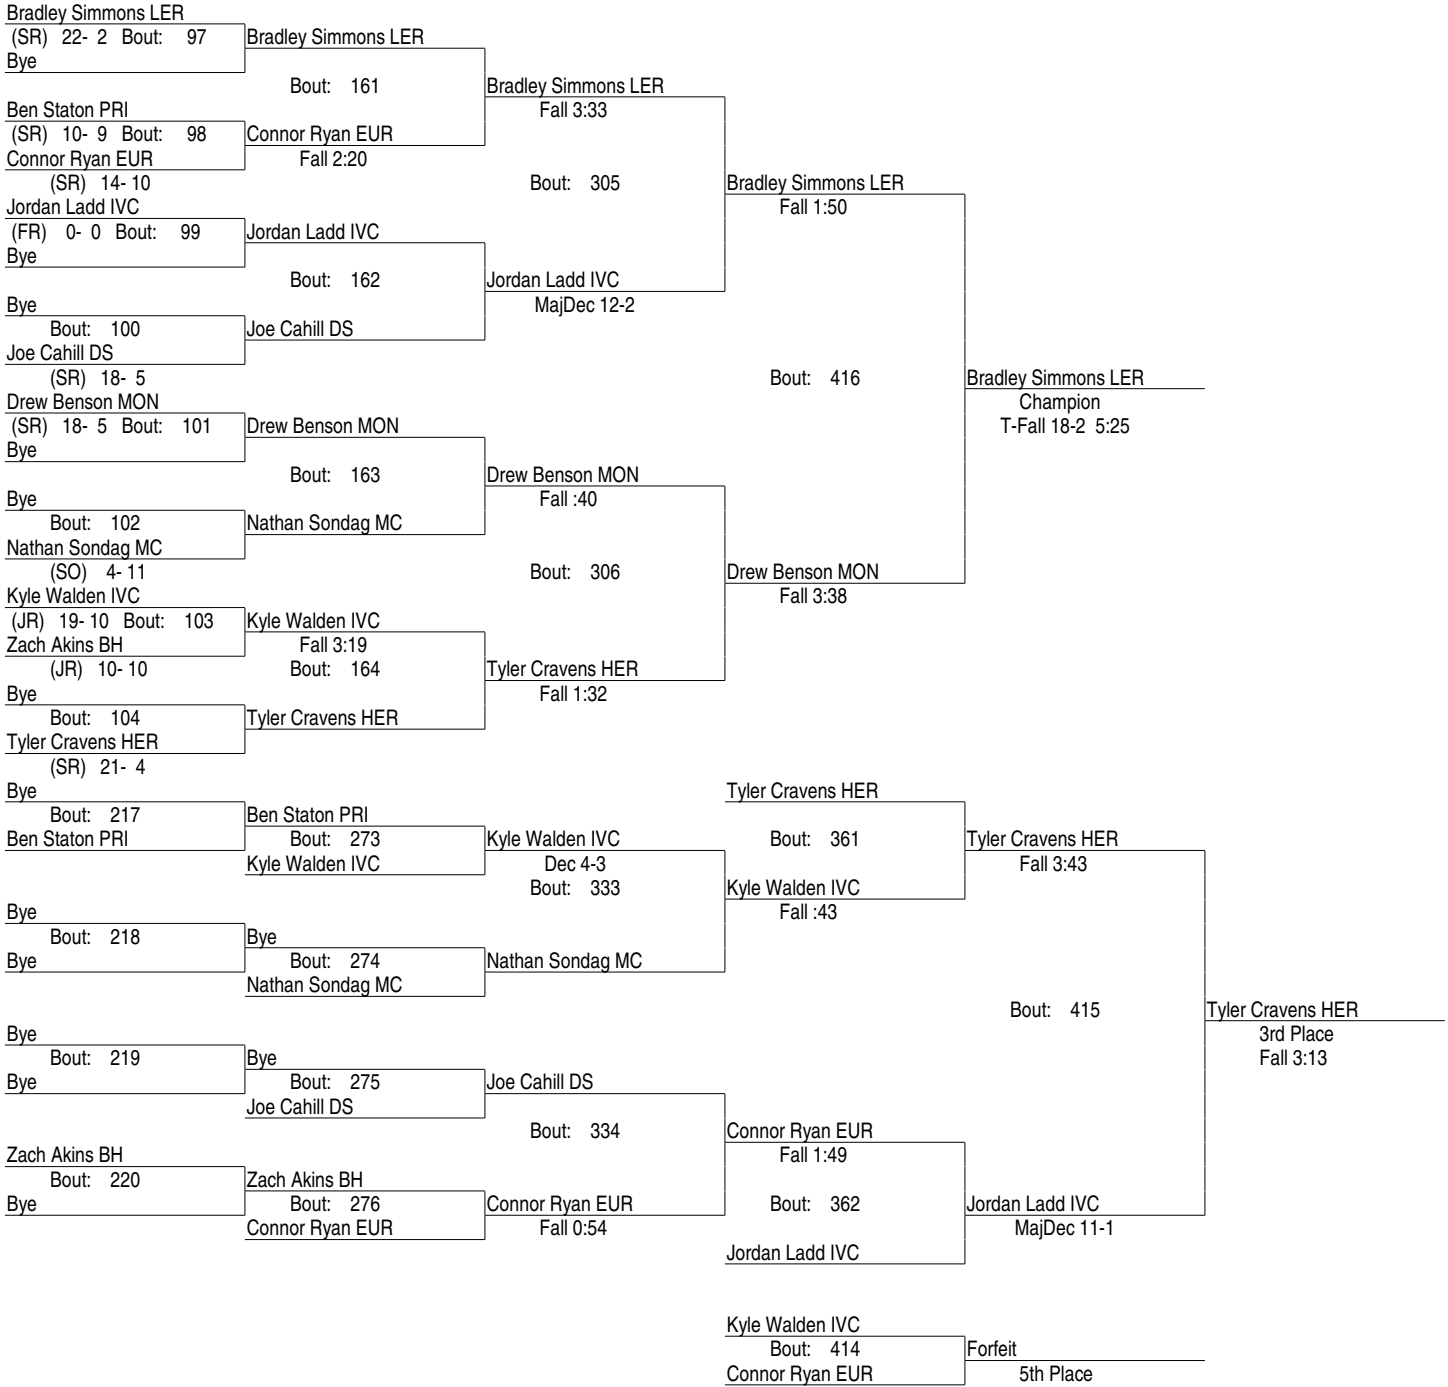 Bradley Simmons LER
(SR) 22- 2 Bout: 97 Bradley Simmons LER
Bye
Bout: 161 Bradley Simmons LER
Ben Staton PRI Fall 3:33
(SR) 10- 9 Bout: 98 Connor Ryan EUR
Connor Ryan EUR Fall 2:20
(SR) 14- 10 Bout: 305 Bradley Simmons LER
Jordan Ladd IVC Fall 1:50
(FR) 0- 0 Bout: 99 Jordan Ladd IVC
Bye
Bout: 162 Jordan Ladd IVC
Bye MajDec 12-2
Bout: 100 Joe Cahill DS
Joe Cahill DS
(SR) 18- 5 Bout: 416 Bradley Simmons LER
Drew Benson MON Champion
(SR) 18- 5 Bout: 101 Drew Benson MON T-Fall 18-2 5:25
Bye
Bout: 163 Drew Benson MON
Bye Fall :40
Bout: 102 Nathan Sondag MC
Nathan Sondag MC
(SO) 4- 11 Bout: 306 Drew Benson MON
Kyle Walden IVC Fall 3:38
(JR) 19- 10 Bout: 103 Kyle Walden IVC
Zach Akins BH Fall 3:19
(JR) 10- 10 Bout: 164 Tyler Cravens HER
Bye Fall 1:32
Bout: 104 Tyler Cravens HER
Tyler Cravens HER
(SR) 21- 4
Bye Tyler Cravens HER
Bout: 217 Ben Staton PRI
Ben Staton PRI Bout: 273 Kyle Walden IVC Bout: 361 Tyler Cravens HER
Kyle Walden IVC Dec 4-3 Fall 3:43
Bout: 333 Kyle Walden IVC
Bye Fall :43
Bout: 218 Bye
Bye Bout: 274 Nathan Sondag MC
Nathan Sondag MC
Bout: 415 Tyler Cravens HER
Bye 3rd Place
Bout: 219 Bye Fall 3:13
Bye Bout: 275 Joe Cahill DS
Joe Cahill DS
Bout: 334 Connor Ryan EUR
Zach Akins BH Fall 1:49
Bout: 220 Zach Akins BH
Bye Bout: 276 Connor Ryan EUR Bout: 362 Jordan Ladd IVC
Connor Ryan EUR Fall 0:54 MajDec 11-1
Jordan Ladd IVC
Kyle Walden IVC
Bout: 414 Forfeit
Connor Ryan EUR 5th Place